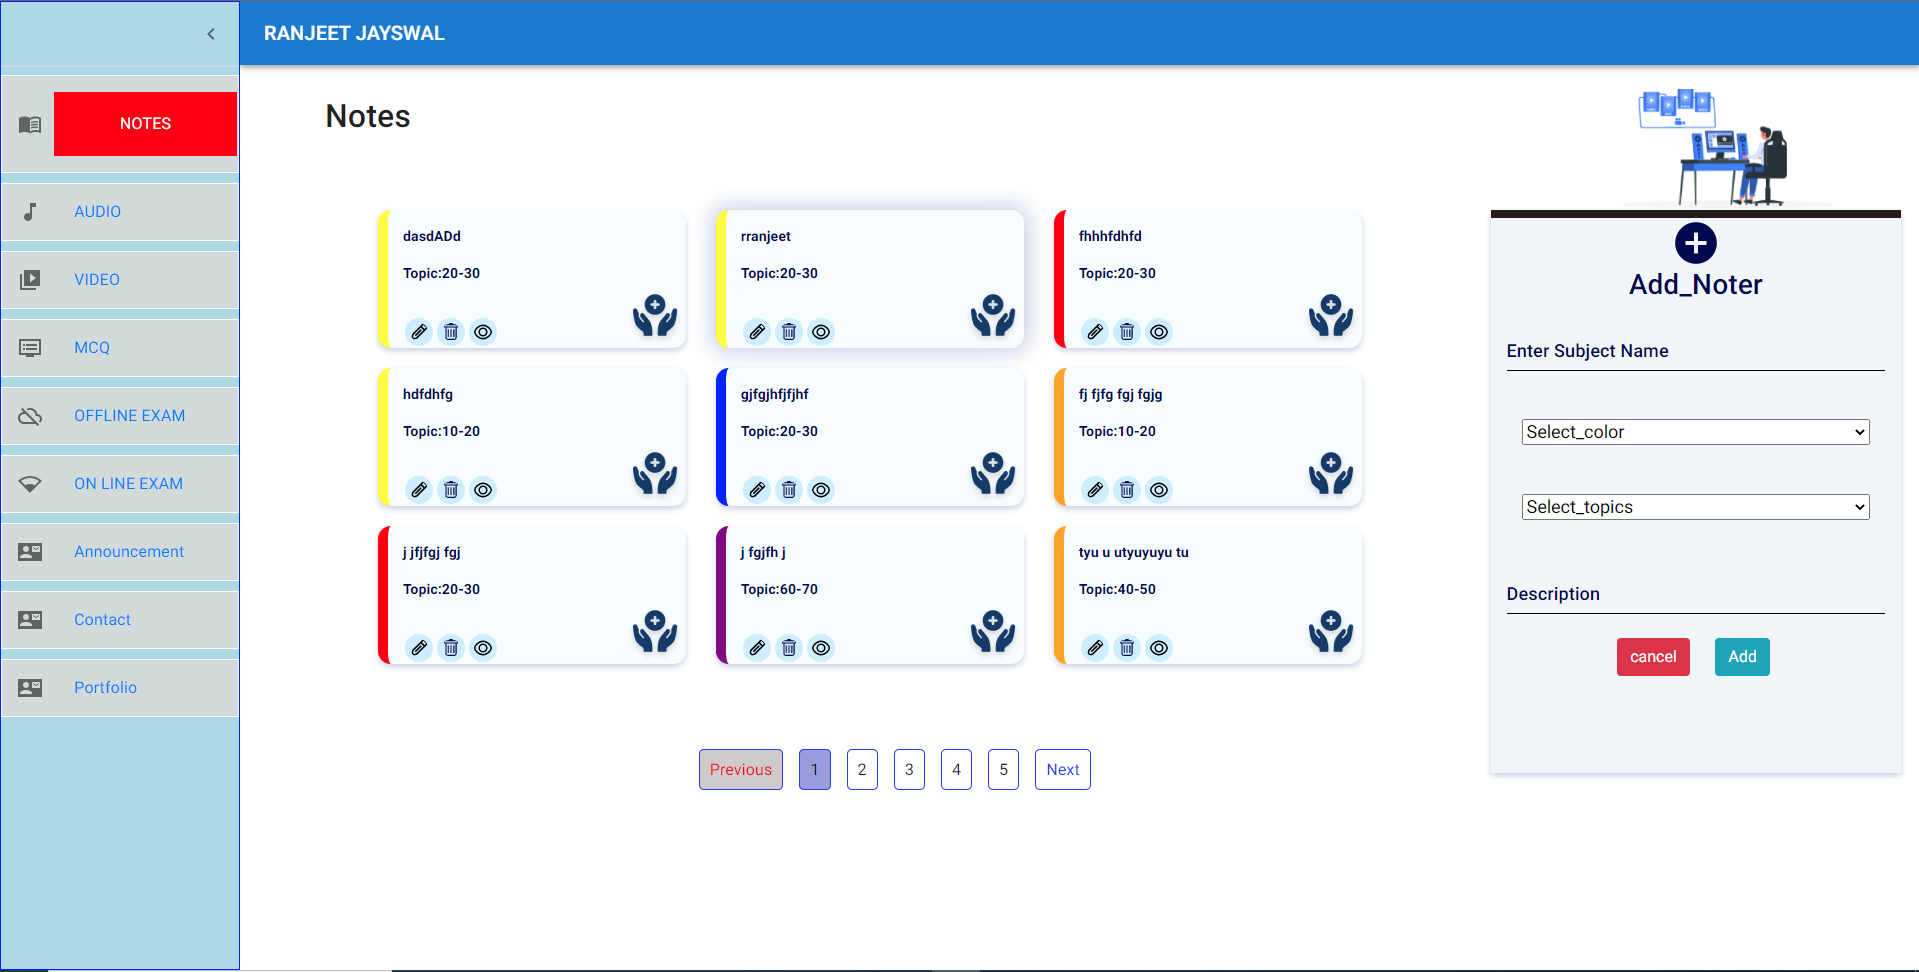 RANJEET JAYSWAL
NOTES
AUDIO
VIDEO
MCQ
OFFLINE EXAM
ON LINE EXAM
Announcement
Contact
Portfolio
Notes
dasdADd
Topic:20-30
rranjeet
Topic:20-30
fhhhfdhfd
Topic:20-30
hdfdhfg
Topic:10-20
gjfgjhfjfjhf
Topic:20-30
fj fjfg fgj fgjg
Topic:10-20
j jfjfgj fgj
Topic:20-30
j fgjfh j
Topic:60-70
tyu u utyuyuyu tu
Topic:40-50
Previous 1 2 3 4 5 Next
Add_Noter
Enter Subject Name
Select_color
Select_topics
Description
cancel Add